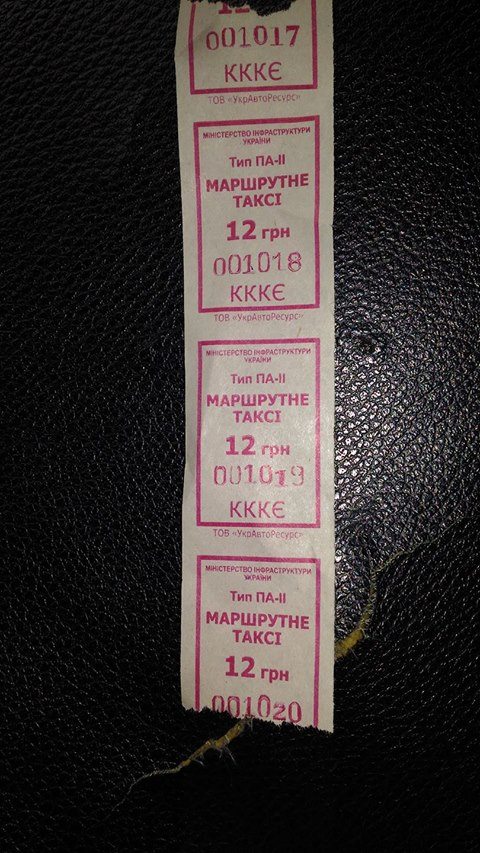 001017
КККЄ
ТОВ «УкрАвтоРесурс»
МІНІСТЕРСТВО ІНФРАСТРУКТУРИ
УКРАЇНИ
Тип ПА-ІІ
МАРШРУТНЕ
ТАКСІ
12 грн
001018
КККЄ
ТОВ «УкрАвтоРесурс»
МІНІСТЕРСТВО ІНФРАСТРУКТУРИ
УКРАЇНИ
Тип ПА-ІІ
МАРШРУТНЕ
ТАКСІ
12 грн
001019
КККЄ
ТОВ «УкрАвтоРесурс»
МІНІСТЕРСТВО ІНФРАСТРУКТУРИ
УКРАЇНИ
Тип ПА-ІІ
МАРШРУТНЕ
ТАКСІ
12 грн
001020